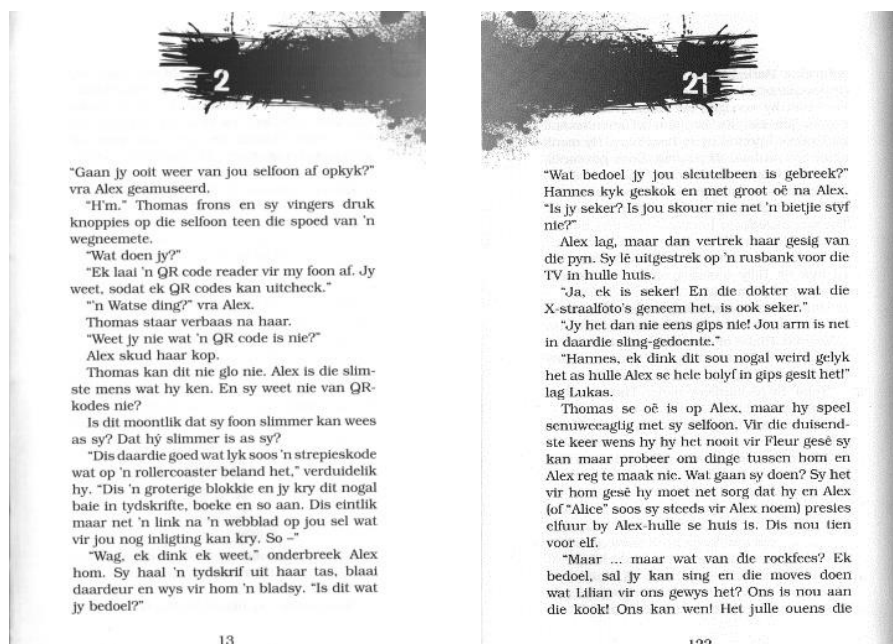 2
"Gaan jy ooit weer van jou selfoon af opkyk?"
vra Alex geamuseerd.
"H'm." Thomas frons en sy vingers druk
knoppies op die selfoon teen die spoed van 'n
wegneemete.
"Wat doen jy?"
"Ek laai 'n QR code reader vir my foon af. Jy
weet, sodat ek QR codes kan uitcheck."
"'n Watse ding?" vra Alex.
Thomas staar verbaas na haar.
"Weet jy nie wat 'n QR code is nie?"
Alex skud haar kop.
Thomas kan dit nie glo nie. Alex is die slim-
ste mens wat hy ken. En sy weet nie van QR-
kodes nie?
Is dit moontlik dat sy foon slimmer kan wees
as sy? Dat hý slimmer is as sy?
"Dis daardie goed wat lyk soos 'n strepieskode
wat op 'n rollercoaster beland het," verduidelik
hy. "Dis 'n groterige blokkie en jy kry dit nogal
baie in tydskrifte, boeke en so aan. Dis eintlik
maar net 'n link na 'n webblad op jou sel wat
vir jou nog inligting kan kry. So –"
"Wag, ek dink ek weet," onderbreek Alex
hom. Sy haal 'n tydskrif uit haar tas, blaai
daardeur en wys vir hom 'n bladsy. "Is dit wat
jy bedoel?"
13
21
"Wat bedoel jy jou sleutelbeen is gebreek?"
Hannes kyk geskok en met groot oë na Alex.
"Is jy seker? Is jou skouer nie net 'n bietjie styf
nie?"
Alex lag, maar dan vertrek haar gesig van
die pyn. Sy lê uitgestrek op 'n rusbank voor die
TV in hulle huis.
"Ja, ek is seker! En die dokter wat die
X-straalfoto's geneem het, is ook seker."
"Jy het dan nie eens gips nie! Jou arm is net
in daardie sling-gedoente."
"Hannes, ek dink dit sou nogal weird gelyk
het as hulle Alex se hele bolyf in gips gesit het!"
lag Lukas.
Thomas se oë is op Alex, maar hy speel
senuweeagtig met sy selfoon. Vir die duisend-
ste keer wens hy hy het nooit vir Fleur gesê sy
kan maar probeer om dinge tussen hom en
Alex reg te maak nie. Wat gaan sy doen? Sy het
vir hom gesê hy moet net sorg dat hy en Alex
(of "Alice" soos sy steeds vir Alex noem) presies
elfuur by Alex-hulle se huis is. Dis nou tien
voor elf.
"Maar ... maar wat van die rockfees? Ek
bedoel, sal jy kan sing en die moves doen
wat Lilian vir ons gewys het? Ons is nou aan
die kook! Ons kan wen! Het julle ouens die